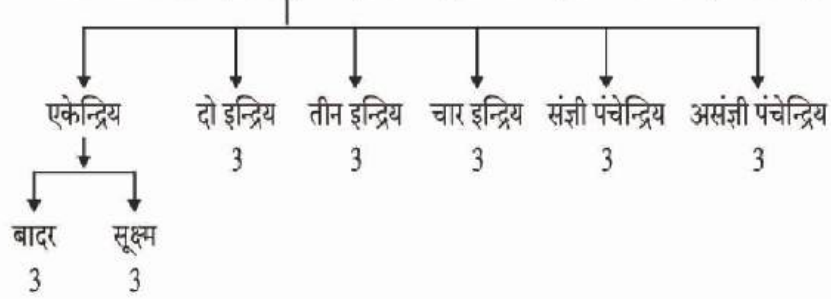 एकेन्द्रिय दो इन्द्रिय तीन इन्द्रिय चार इन्द्रिय संज्ञी पंचेन्द्रिय असंज्ञी पंचेन्द्रिय
3 3 3 3 3
बादर सूक्ष्म
3 3